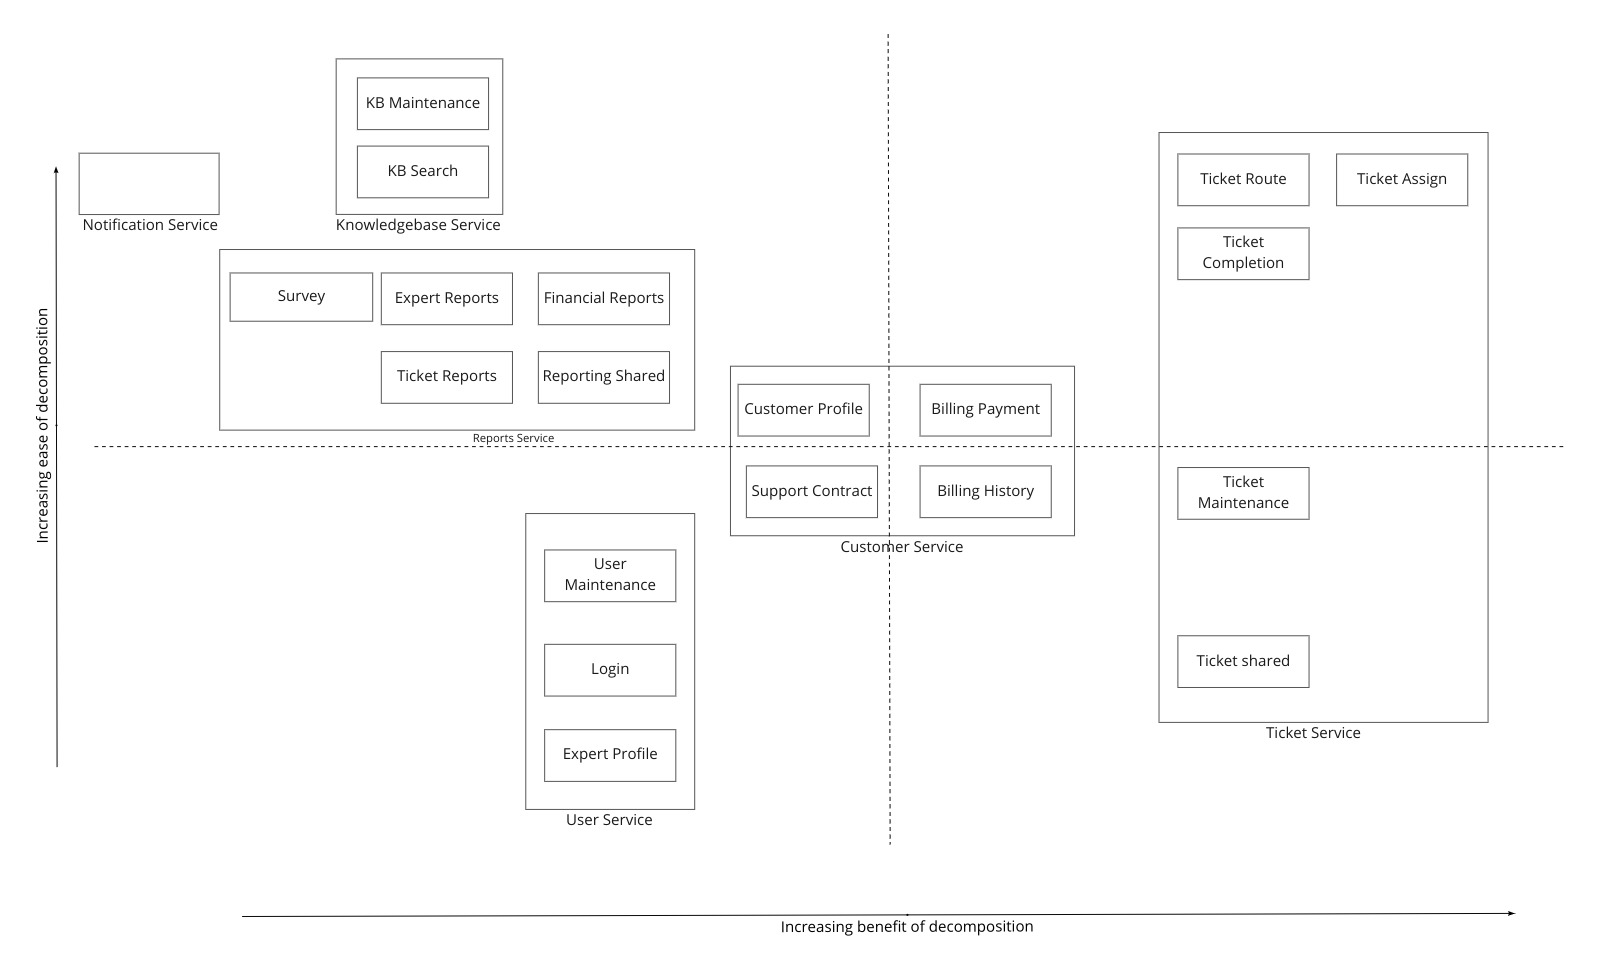 KB Maintenance
KB Search
Knowledgebase Service
Notification Service
Survey
Expert Reports
Financial Reports
Ticket Reports
Reporting Shared
Reports Service
Ticket Route
Ticket Assign
Ticket
Completion
Ticket
Maintenance
Ticket shared
Ticket Service
Customer Profile
Billing Payment
Support Contract
Billing History
Customer Service
User
Maintenance
Login
Expert Profile
User Service
Increasing ease of decomposition
Increasing benefit of decomposition